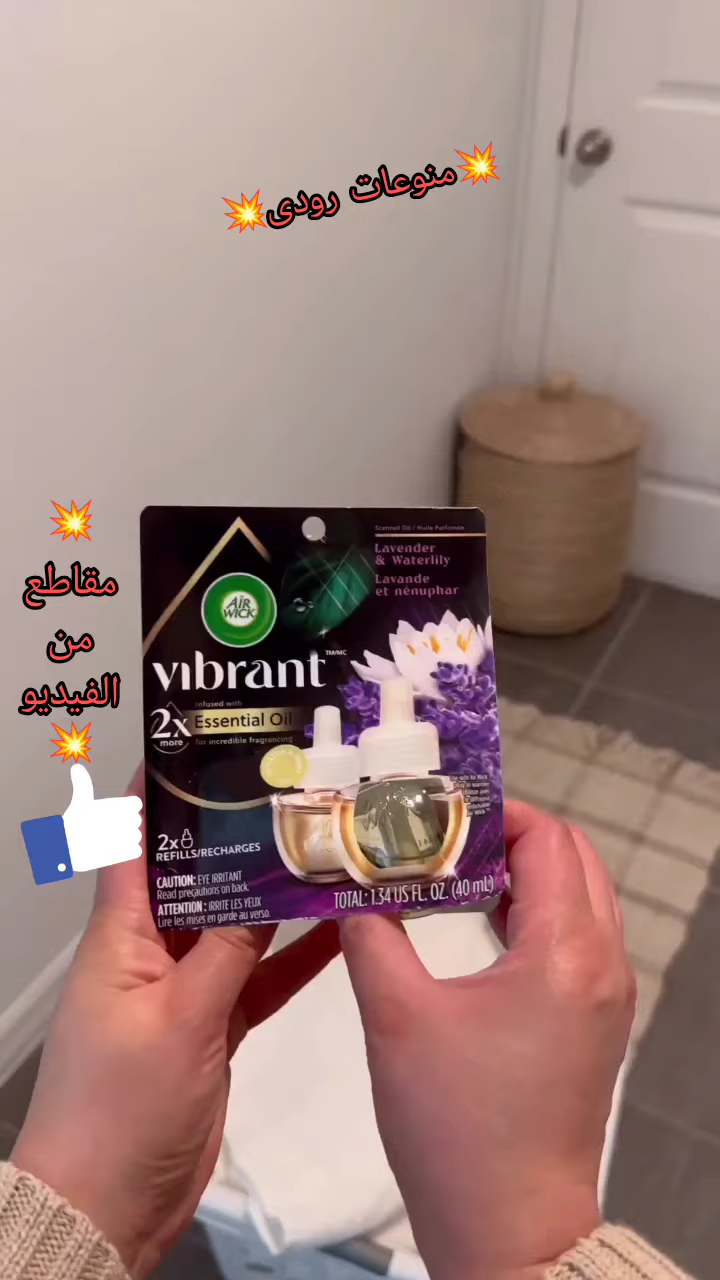 💥منوعات رودى💥
💥
مقاطع
من
الفيديو
💥
Scented Oil / Huile Parfumée
Lavender
& Waterlily
Lavande
et nénuphar
AIR
WICK
vibrant TM/MC
Infused with
2x more
Essential Oil
for incredible fragrancing
2x
REFILLS/RECHARGES
CAUTION: EYE IRRITANT
Read precautions on back.
ATTENTION : IRRITE LES YEUX
Lire les mises en garde au verso.
TOTAL: 1.34 US FL. OZ. (40 mL)